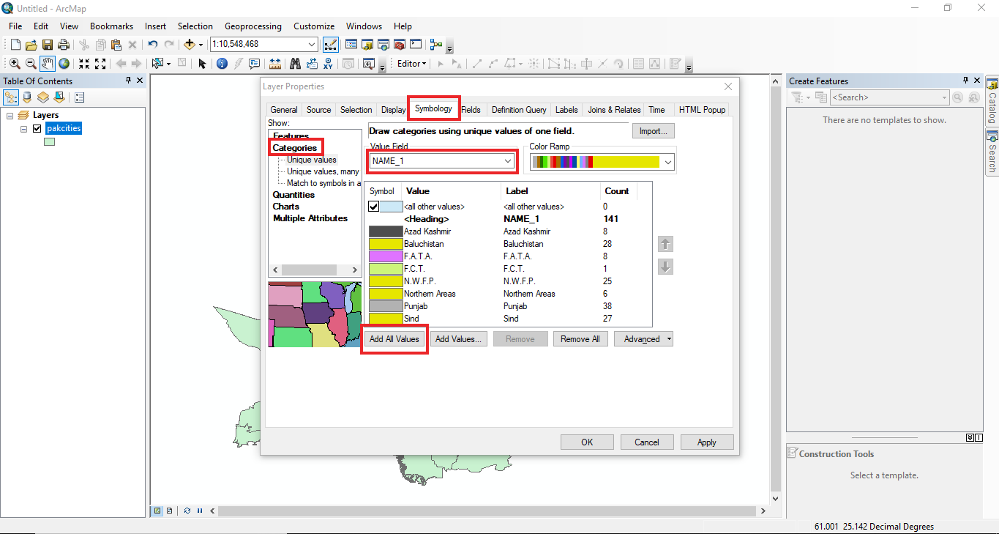 Untitled - ArcMap
File Edit View Bookmarks Insert Selection Geoprocessing Customize Windows Help
1:10,548,468
Editor
Table Of Contents
Layers
pakcities
Layer Properties
General Source Selection Display Symbology Fields Definition Query Labels Joins & Relates Time HTML Popup
Show:
Features
Categories
Unique values
Unique values, many
Match to symbols in a
Quantities
Charts
Multiple Attributes
Draw categories using unique values of one field.
Import...
Value Field
NAME_1
Color Ramp
Symbol Value Label Count
<all other values> <all other values> 0
<Heading> NAME_1 141
Azad Kashmir Azad Kashmir 8
Baluchistan Baluchistan 28
F.A.T.A. F.A.T.A. 8
F.C.T. F.C.T. 1
N.W.F.P. N.W.F.P. 25
Northern Areas Northern Areas 6
Punjab Punjab 38
Sind Sind 27
Add All Values Add Values... Remove Remove All Advanced
OK Cancel Apply
Create Features
<Search>
There are no templates to show.
Construction Tools
Select a template.
Catalog
Search
61.001 25.142 Decimal Degrees